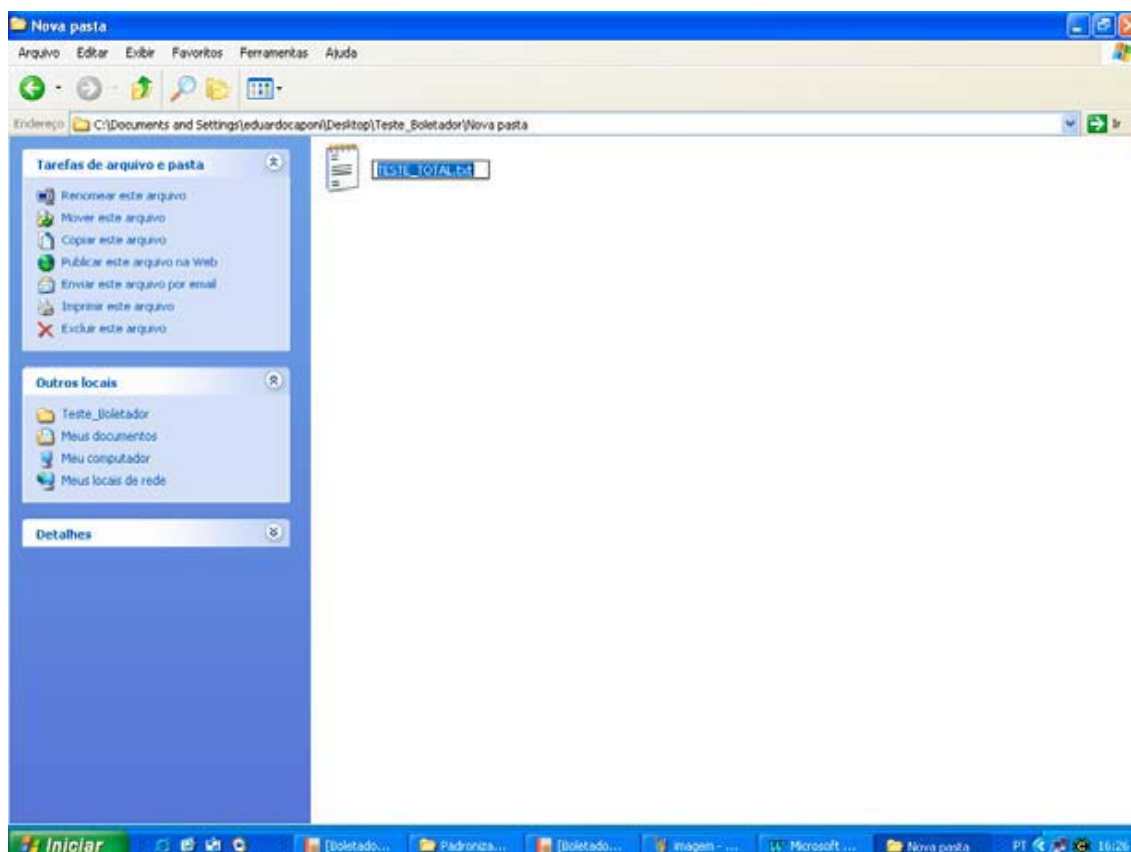 Nova pasta
Arquivo Editar Exibir Favoritos Ferramentas Ajuda
Endereço C:\Documents and Settings\eduardocaponi\Desktop\Teste_Boletador\Nova pasta Ir
Tarefas de arquivo e pasta
TESTE_TOTAL.txt
Renomear este arquivo
Mover este arquivo
Copiar este arquivo
Publicar este arquivo na Web
Enviar este arquivo por email
Imprimir este arquivo
Excluir este arquivo
Outros locais
Teste_Boletador
Meus documentos
Meu computador
Meus locais de rede
Detalhes
Iniciar [Boletado... Padroniza... [Boletado... imagem - ... Microsoft ... Nova pasta PT 16:26